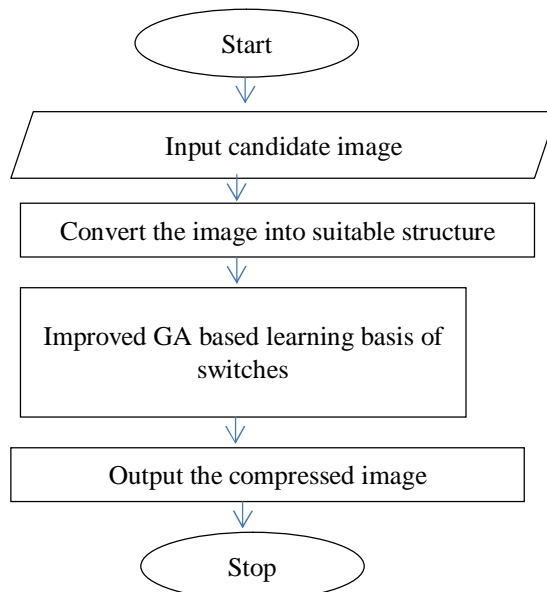 Start
Input candidate image
Convert the image into suitable structure
Improved GA based learning basis of
switches
Output the compressed image
Stop